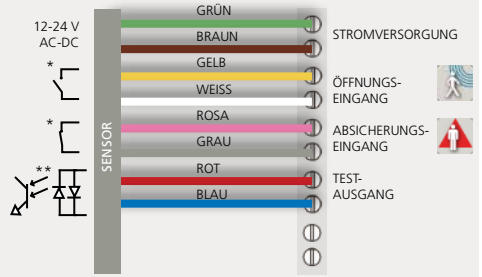 GRÜN
12-24 V
AC-DC
BRAUN
STROMVERSORGUNG
GELB
*
WEISS
ÖFFNUNGS-
EINGANG
ROSA
*
GRAU
ABSICHERUNGS-
EINGANG
SENSOR
ROT
**
TEST-
AUSGANG
BLAU